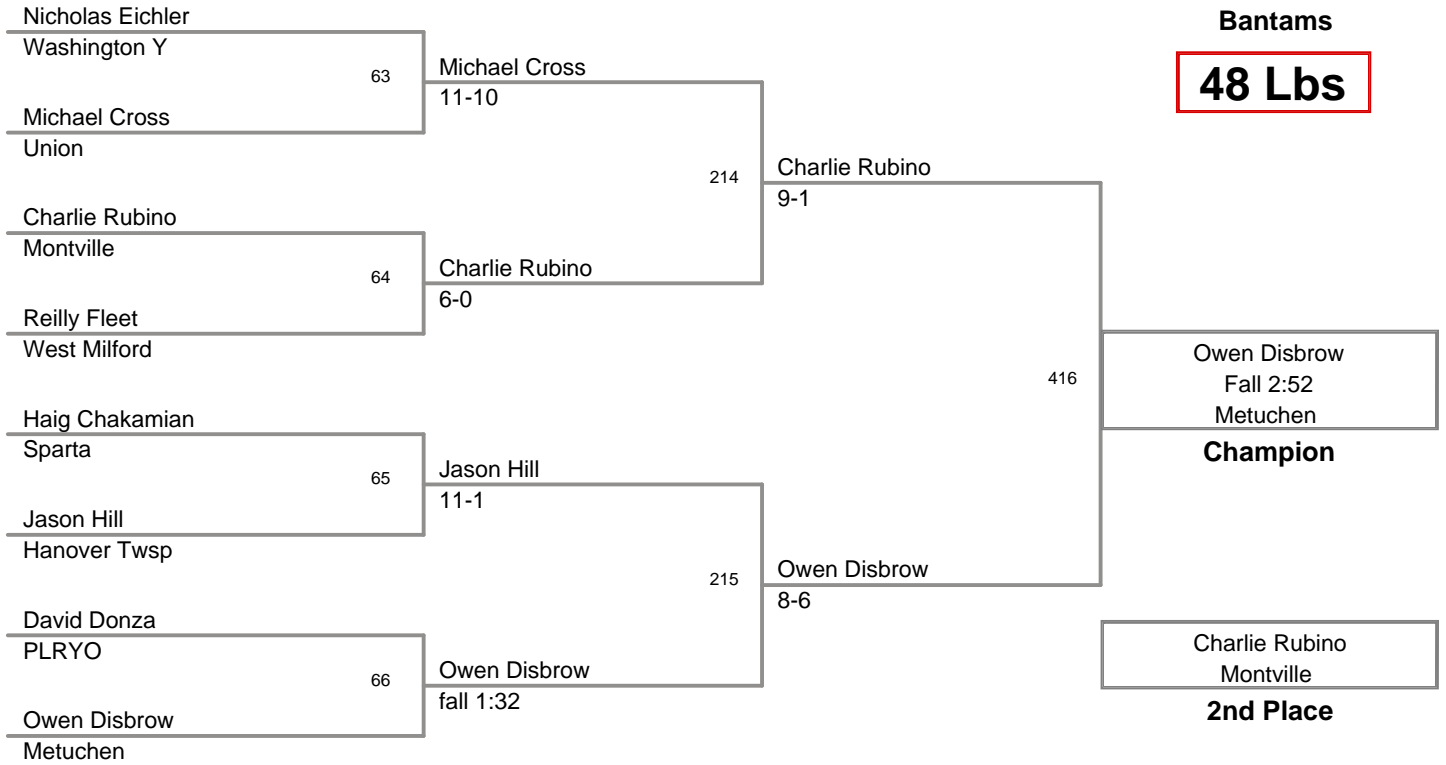 Bantams
48 Lbs
Nicholas Eichler
Washington Y
63
Michael Cross
Union
Michael Cross
11-10
Charlie Rubino
Montville
64
Reilly Fleet
West Milford
Charlie Rubino
6-0
214
Charlie Rubino
9-1
Haig Chakamian
Sparta
65
Jason Hill
Hanover Twsp
Jason Hill
11-1
David Donza
PLRYO
66
Owen Disbrow
Metuchen
Owen Disbrow
fall 1:32
215
Owen Disbrow
8-6
416
Owen Disbrow
Fall 2:52
Metuchen
Champion
Charlie Rubino
Montville
2nd Place